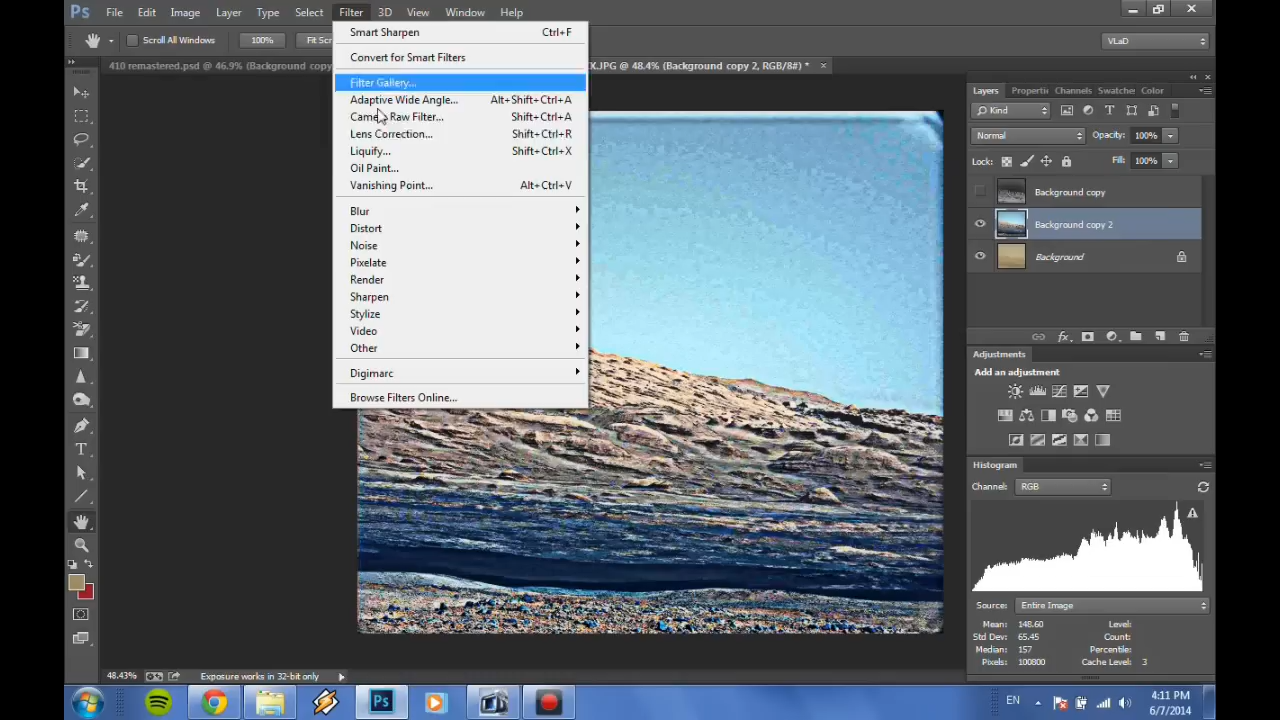 Ps File Edit Image Layer Type Select Filter 3D View Window Help
Scroll All Windows 100% Fit Scr VLaD
410 remastered.psd @ 46.9% (Background copy X.JPG @ 48.4% (Background copy 2, RGB/8#) *
Smart Sharpen Ctrl+F
Convert for Smart Filters
Filter Gallery...
Adaptive Wide Angle... Alt+Shift+Ctrl+A
Camera Raw Filter... Shift+Ctrl+A
Lens Correction... Shift+Ctrl+R
Liquify... Shift+Ctrl+X
Oil Paint...
Vanishing Point... Alt+Ctrl+V
Blur
Distort
Noise
Pixelate
Render
Sharpen
Stylize
Video
Other
Digimarc
Browse Filters Online...
Layers Properti Channels Swatches Color
Kind
Normal Opacity: 100%
Lock: Fill: 100%
Background copy
Background copy 2
Background
Adjustments
Add an adjustment
Histogram
Channel: RGB
Source: Entire Image
Mean: 148.60 Level:
Std Dev: 65.45 Count:
Median: 157 Percentile:
Pixels: 100800 Cache Level: 3
48.43% Exposure works in 32-bit only
Ps EN 4:11 PM
6/7/2014